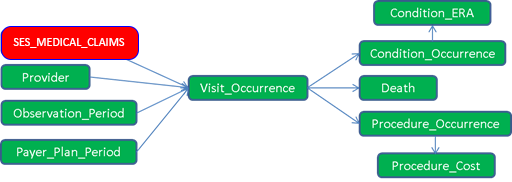 Condition_ERA
SES_MEDICAL_CLAIMS
Condition_Occurrence
Provider
Visit_Occurrence
Death
Observation_Period
Procedure_Occurrence
Payer_Plan_Period
Procedure_Cost